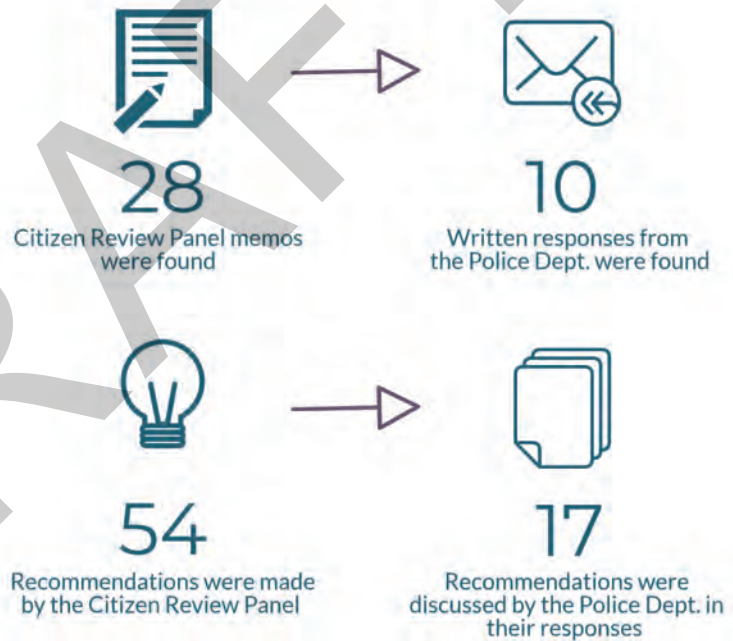 28
Citizen Review Panel memos
were found
10
Written responses from
the Police Dept. were found
54
Recommendations were made
by the Citizen Review Panel
17
Recommendations were
discussed by the Police Dept. in
their responses